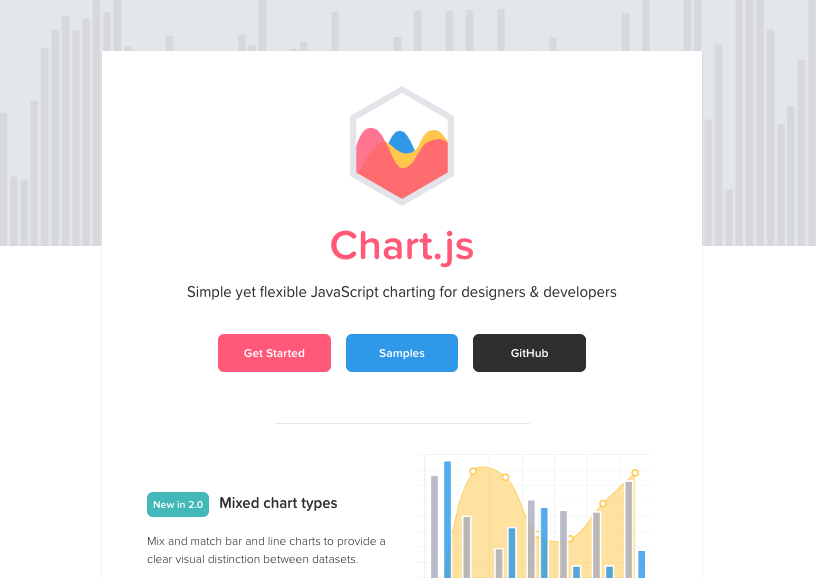 Chart.js
Simple yet flexible JavaScript charting for designers & developers
Get Started
Samples
GitHub
New in 2.0
Mixed chart types
Mix and match bar and line charts to provide a
clear visual distinction between datasets.